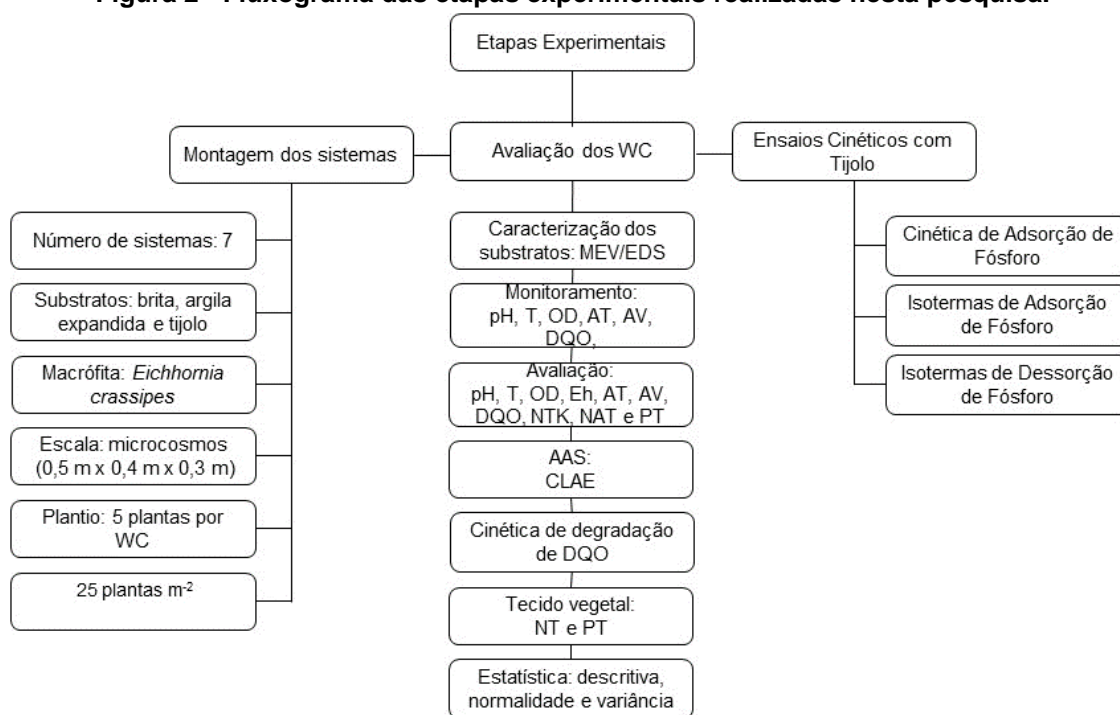 Figura 2 - Fluxograma das etapas experimentais realizadas nesta pesquisa.
Etapas Experimentais
Montagem dos sistemas
Número de sistemas: 7
Substratos: brita, argila
expandida e tijolo
Macrófita: Eichhornia
crassipes
Escala: microcosmos
(0,5 m x 0,4 m x 0,3 m)
Plantio: 5 plantas por
WC
25 plantas m-2
Avaliação dos WC
Caracterização dos
substratos: MEV/EDS
Monitoramento:
pH, T, OD, AT, AV,
DQO,
Avaliação:
pH, T, OD, Eh, AT, AV,
DQO, NTK, NAT e PT
AAS:
CLAE
Cinética de degradação
de DQO
Tecido vegetal:
NT e PT
Estatística: descritiva,
normalidade e variância
Ensaios Cinéticos com
Tijolo
Cinética de Adsorção de
Fósforo
Isotermas de Adsorção
de Fósforo
Isotermas de Dessorção
de Fósforo